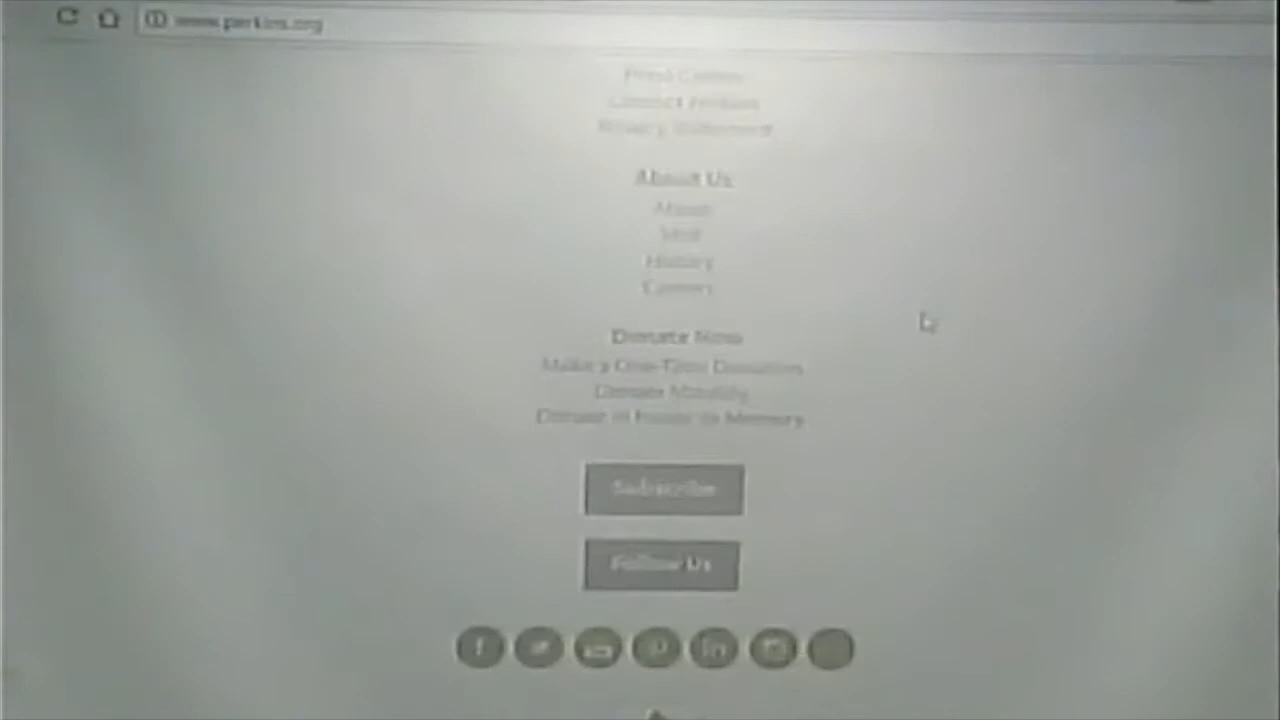 www.perkins.org
Press Center
Contact Perkins
Privacy Statement
About Us
About
Visit
History
Careers
Donate Now
Make a One-Time Donation
Donate Monthly
Donate in Honor or Memory
Subscribe
Follow Us
f
in